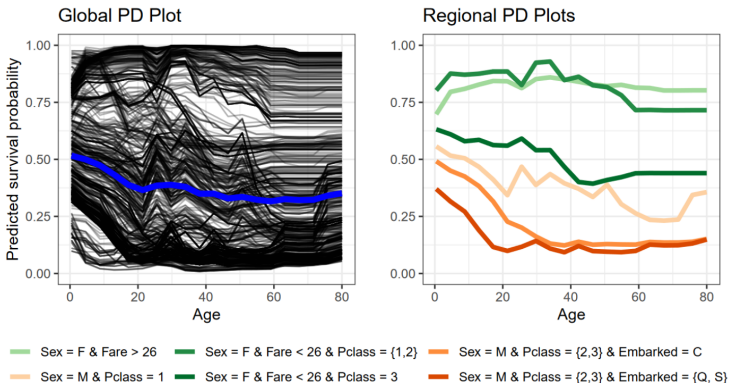 Global PD Plot
Regional PD Plots
Predicted survival probability
1.00
0.75
0.50
0.25
0.00
0 20 40 60 80
Age
1.00
0.75
0.50
0.25
0.00
0 20 40 60 80
Age
Sex = F & Fare > 26
Sex = F & Fare < 26 & Pclass = {1,2}
Sex = M & Pclass = {2,3} & Embarked = C
Sex = M & Pclass = 1
Sex = F & Fare < 26 & Pclass = 3
Sex = M & Pclass = {2,3} & Embarked = {Q, S}